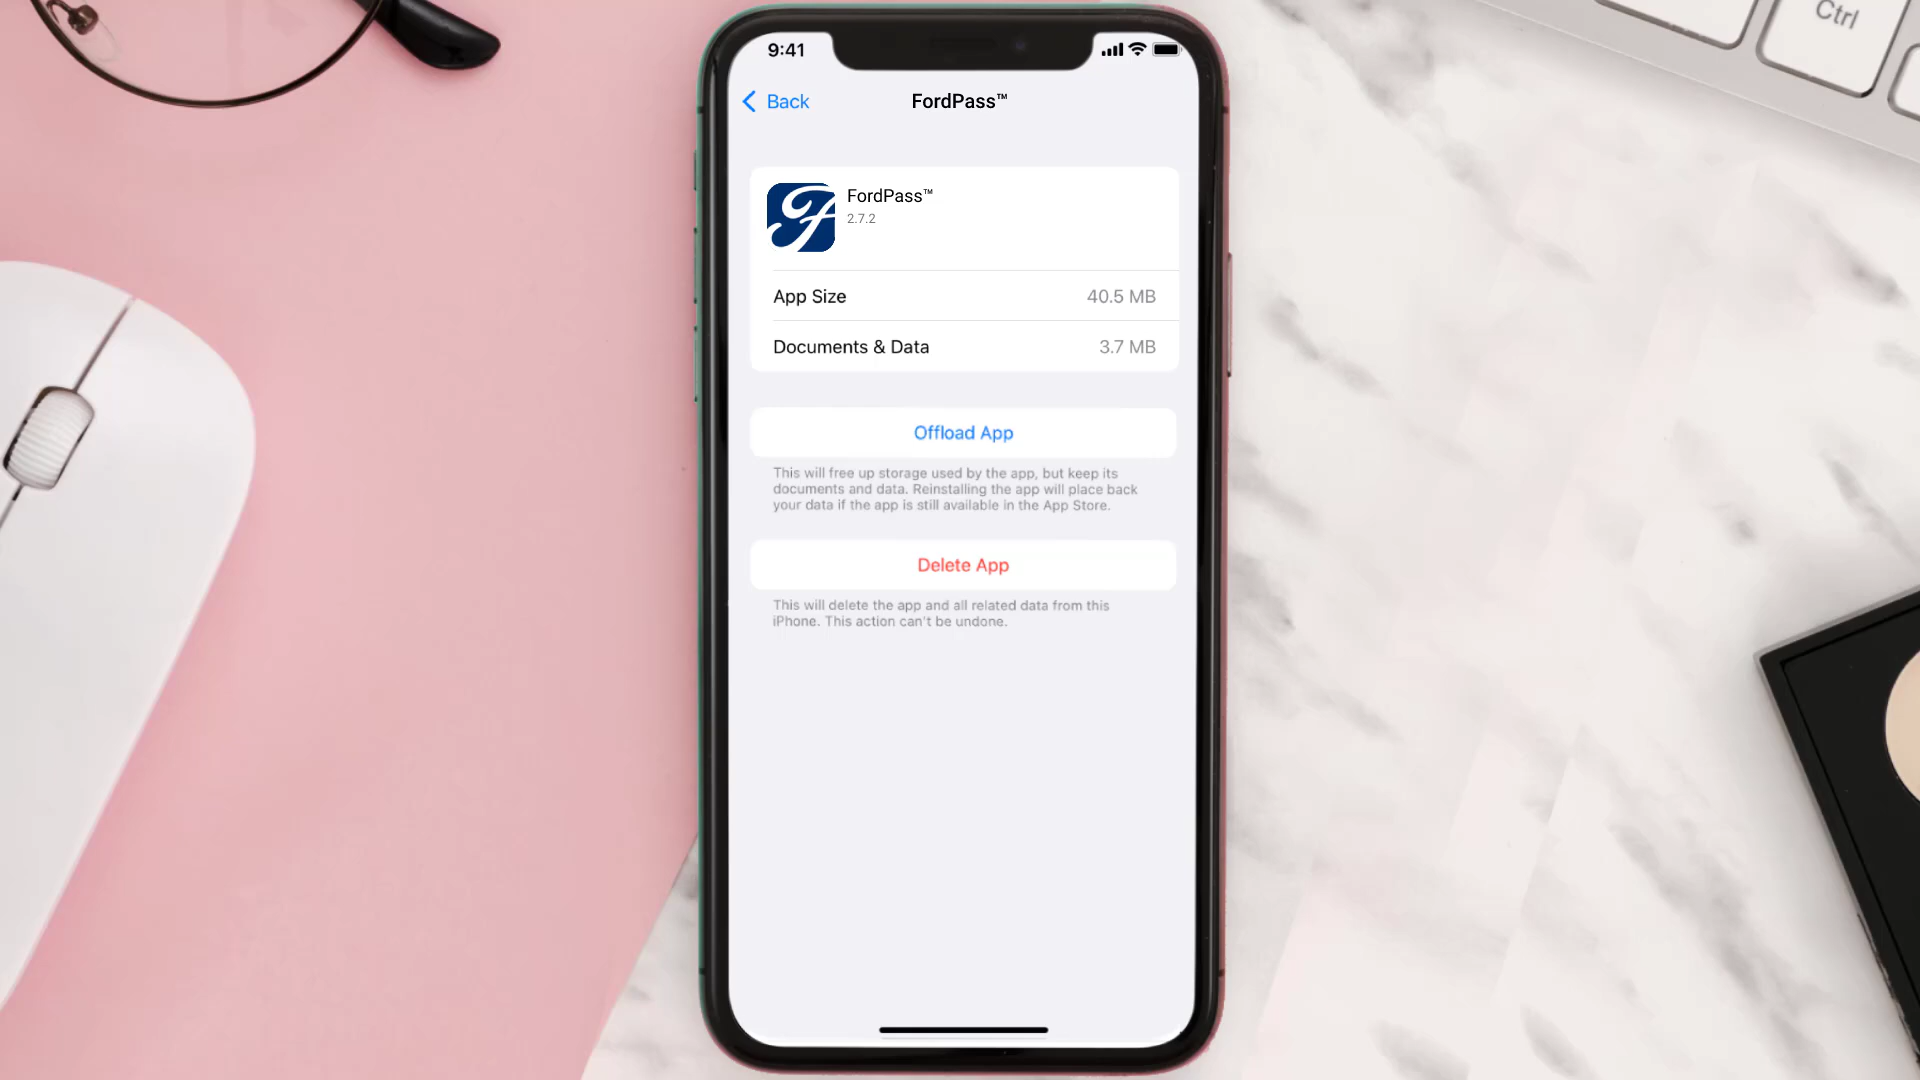 Ctrl
9:41
Back
FordPass™
FordPass™
2.7.2
App Size 40.5 MB
Documents & Data 3.7 MB
Offload App
This will free up storage used by the app, but keep its
documents and data. Reinstalling the app will place back
your data if the app is still available in the App Store.
Delete App
This will delete the app and all related data from this
iPhone. This action can't be undone.